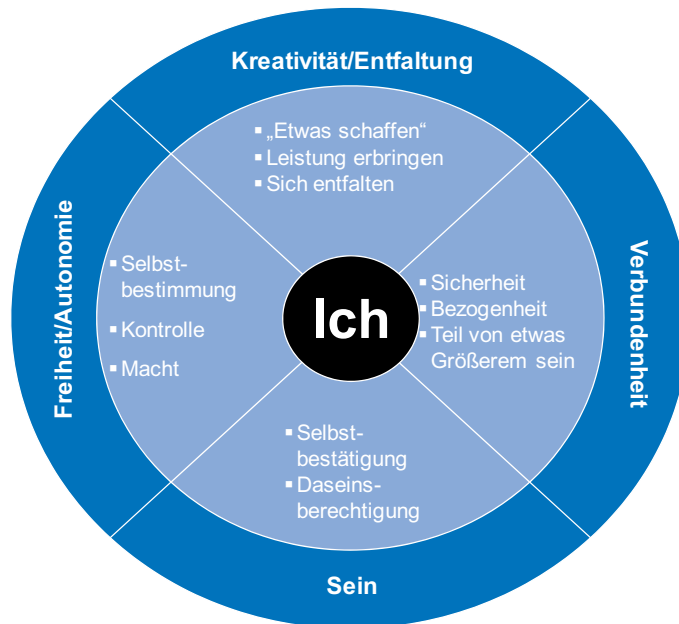 Kreativität/Entfaltung
▪ „Etwas schaffen“
▪ Leistung erbringen
▪ Sich entfalten
Freiheit/Autonomie
▪ Selbst-
bestimmung
▪ Kontrolle
▪ Macht
Ich
▪ Sicherheit
▪ Bezogenheit
▪ Teil von etwas
Größerem sein
Verbundenheit
▪ Selbst-
bestätigung
▪ Daseins-
berechtigung
Sein